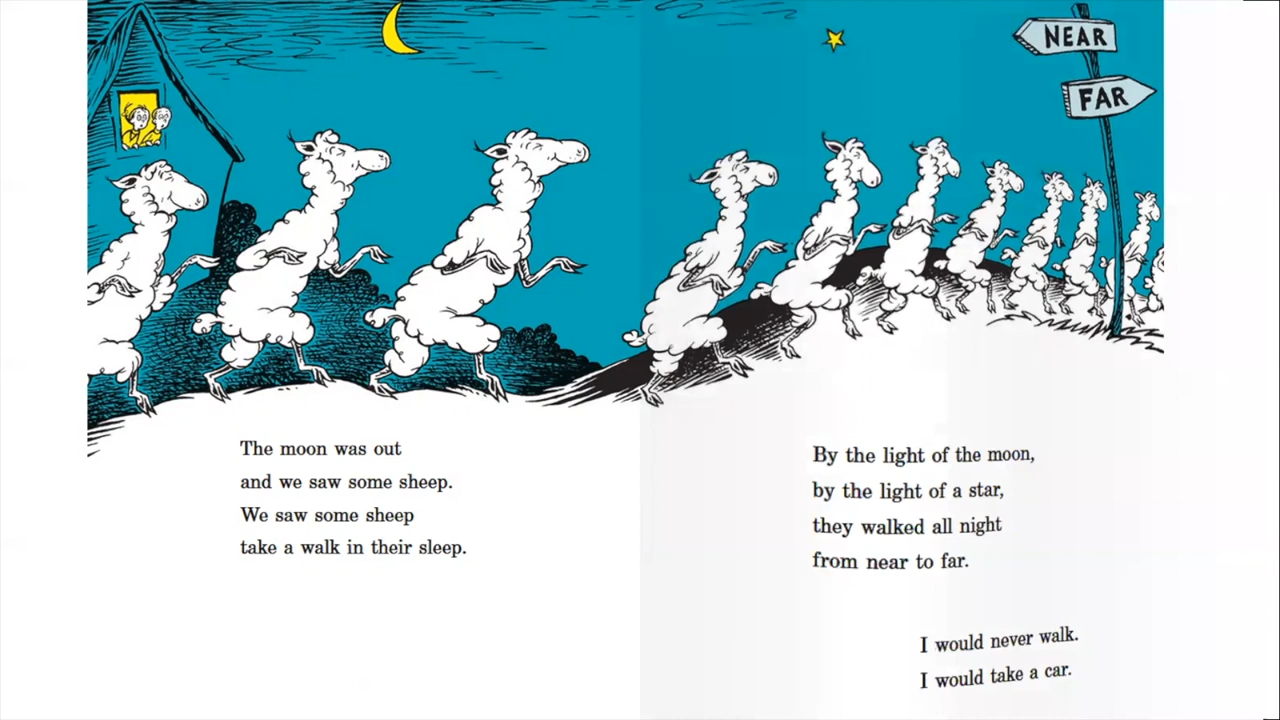 The moon was out
and we saw some sheep.
We saw some sheep
take a walk in their sleep.
NEAR
FAR
By the light of the moon,
by the light of a star,
they walked all night
from near to far.
I would never walk.
I would take a car.